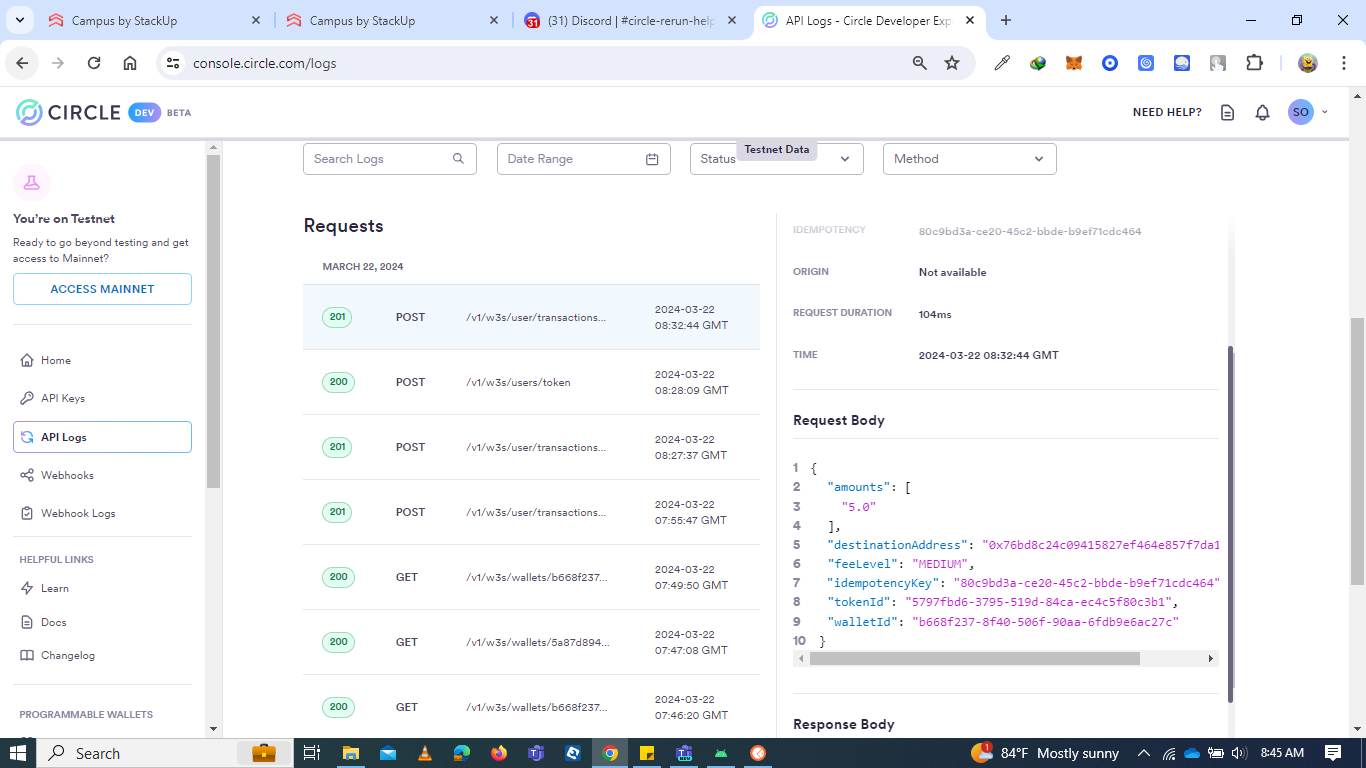 Campus by StackUp
Campus by StackUp
(31) Discord | #circle-rerun-help
API Logs - Circle Developer Exp
console.circle.com/logs
CIRCLE DEV BETA
NEED HELP?
SO
Testnet Data
You're on Testnet
Ready to go beyond testing and get
access to Mainnet?
ACCESS MAINNET
Home
API Keys
API Logs
Webhooks
Webhook Logs
HELPFUL LINKS
Learn
Docs
Changelog
PROGRAMMABLE WALLETS
Search Logs
Date Range
Status
Method
Requests
MARCH 22, 2024
201 POST /v1/w3s/user/transactions... 2024-03-22
08:32:44 GMT
200 POST /v1/w3s/users/token 2024-03-22
08:28:09 GMT
201 POST /v1/w3s/user/transactions... 2024-03-22
08:27:37 GMT
201 POST /v1/w3s/user/transactions... 2024-03-22
07:55:47 GMT
200 GET /v1/w3s/wallets/b668f237... 2024-03-22
07:49:50 GMT
200 GET /v1/w3s/wallets/5a87d894... 2024-03-22
07:47:08 GMT
200 GET /v1/w3s/wallets/b668f237... 2024-03-22
07:46:20 GMT
IDEMPOTENCY 80c9bd3a-ce20-45c2-bbde-b9ef71cdc464
ORIGIN Not available
REQUEST DURATION 104ms
TIME 2024-03-22 08:32:44 GMT
Request Body
1 {
2 "amounts": [
3 "5.0"
4 ],
5 "destinationAddress": "0x76bd8c24c09415827ef464e857f7da1
6 "feeLevel": "MEDIUM",
7 "idempotencyKey": "80c9bd3a-ce20-45c2-bbde-b9ef71cdc464"
8 "tokenId": "5797fbd6-3795-519d-84ca-ec4c5f80c3b1",
9 "walletId": "b668f237-8f40-506f-90aa-6fdb9e6ac27c"
10 }
Response Body
Search
1
84°F Mostly sunny
8:45 AM